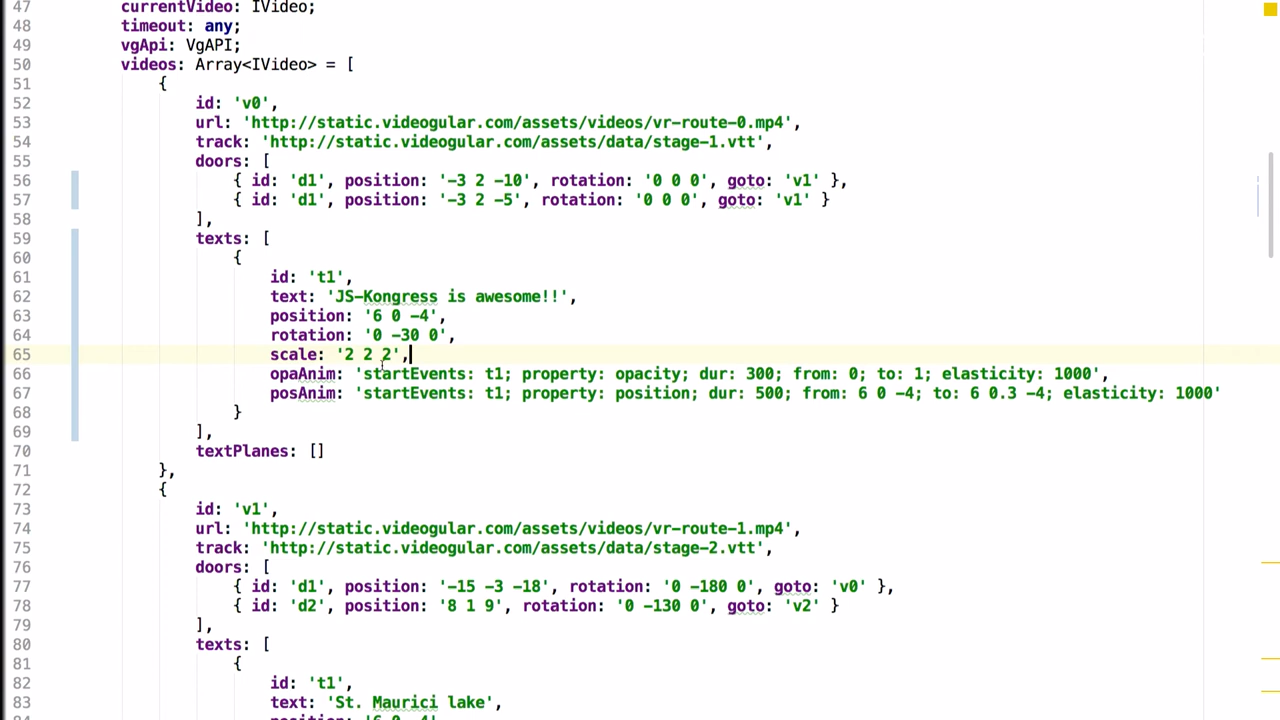 47 currentVideo: IVideo;
48 timeout: any;
49 vgApi: VgAPI;
50 videos: Array<IVideo> = [
51 {
52 id: 'v0',
53 url: 'http://static.videogular.com/assets/videos/vr-route-0.mp4',
54 track: 'http://static.videogular.com/assets/data/stage-1.vtt',
55 doors: [
56 { id: 'd1', position: '-3 2 -10', rotation: '0 0 0', goto: 'v1' },
57 { id: 'd1', position: '-3 2 -5', rotation: '0 0 0', goto: 'v1' }
58 ],
59 texts: [
60 {
61 id: 't1',
62 text: 'JS-Kongress is awesome!!',
63 position: '6 0 -4',
64 rotation: '0 -30 0',
65 scale: '2 2 2',
66 opaAnim: 'startEvents: t1; property: opacity; dur: 300; from: 0; to: 1; elasticity: 1000',
67 posAnim: 'startEvents: t1; property: position; dur: 500; from: 6 0 -4; to: 6 0.3 -4; elasticity: 1000'
68 }
69 ],
70 textPlanes: []
71 },
72 {
73 id: 'v1',
74 url: 'http://static.videogular.com/assets/videos/vr-route-1.mp4',
75 track: 'http://static.videogular.com/assets/data/stage-2.vtt',
76 doors: [
77 { id: 'd1', position: '-15 -3 -18', rotation: '0 -180 0', goto: 'v0' },
78 { id: 'd2', position: '8 1 9', rotation: '0 -130 0', goto: 'v2' }
79 ],
80 texts: [
81 {
82 id: 't1',
83 text: 'St. Maurici lake',
84 position: '6 0 -4'